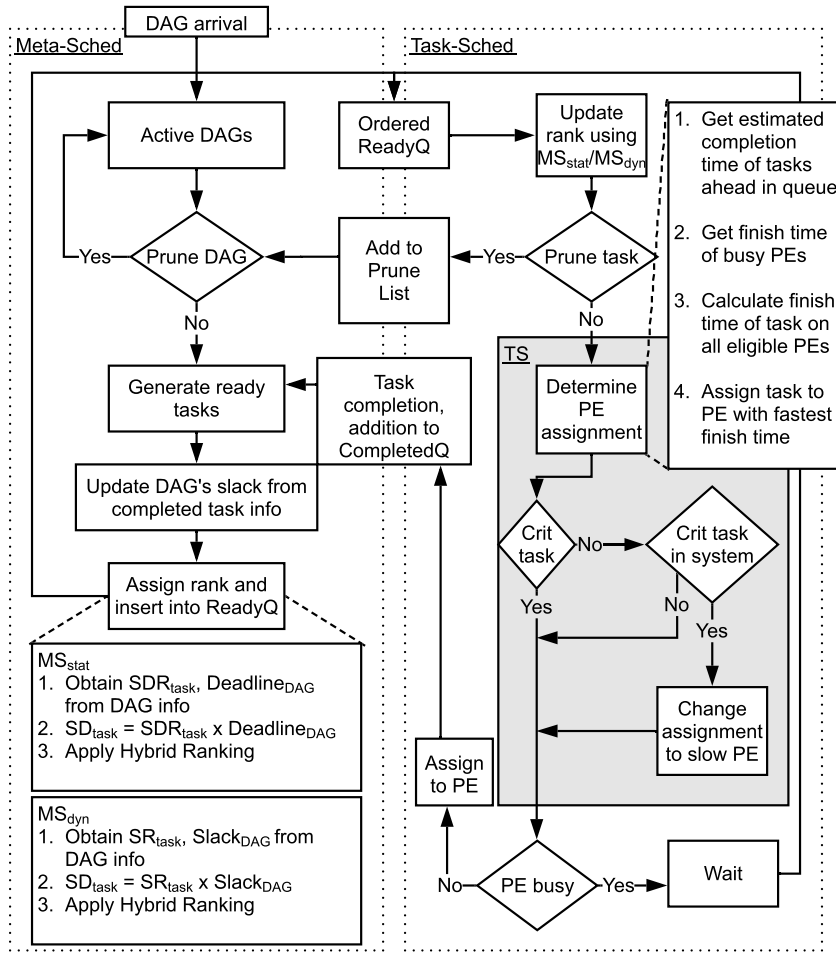 DAG arrival
Meta-Sched
Task-Sched
Active DAGs
Ordered
ReadyQ
Update
rank using
MSstat/MSdyn
1. Get estimated
completion
time of tasks
ahead in queue
2. Get finish time
of busy PEs
3. Calculate finish
time of task on
all eligible PEs
4. Assign task to
PE with fastest
finish time
Yes
Prune DAG
Add to
Prune
List
Yes
Prune task
No
No
TS
Generate ready
tasks
Task
completion,
addition to
CompletedQ
Determine
PE
assignment
Update DAG's slack from
completed task info
Crit
task
No
Crit task
in system
Assign rank and
insert into ReadyQ
Yes
No
Yes
MSstat
1. Obtain SDRtask, DeadlineDAG
from DAG info
2. SDtask = SDRtask x DeadlineDAG
3. Apply Hybrid Ranking
Change
assignment
to slow PE
Assign
to PE
MSdyn
1. Obtain SRtask, SlackDAG from
DAG info
2. SDtask = SRtask x SlackDAG
3. Apply Hybrid Ranking
No
PE busy
Yes
Wait